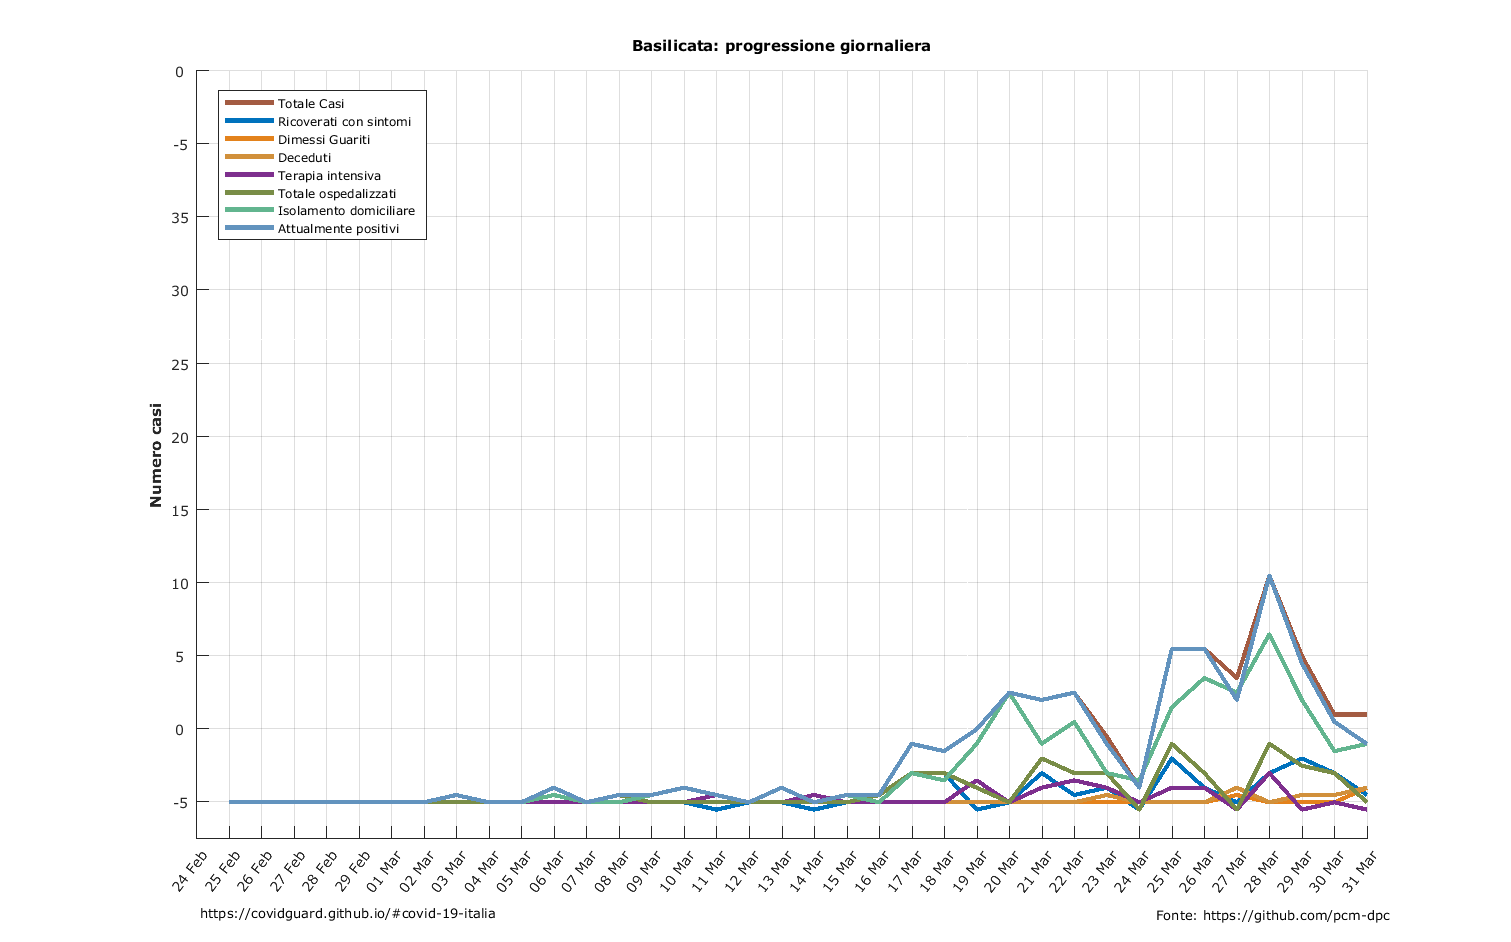 Basilicata: progressione giornaliera
0
-5
35
30
25
20
15
10
5
0
-5
Numero casi
Totale Casi
Ricoverati con sintomi
Dimessi Guariti
Deceduti
Terapia intensiva
Totale ospedalizzati
Isolamento domiciliare
Attualmente positivi
24 Feb
25 Feb
26 Feb
27 Feb
28 Feb
29 Feb
01 Mar
02 Mar
03 Mar
04 Mar
05 Mar
06 Mar
07 Mar
08 Mar
09 Mar
10 Mar
11 Mar
12 Mar
13 Mar
14 Mar
15 Mar
16 Mar
17 Mar
18 Mar
19 Mar
20 Mar
21 Mar
22 Mar
23 Mar
24 Mar
25 Mar
26 Mar
27 Mar
28 Mar
29 Mar
30 Mar
31 Mar
https://covidguard.github.io/#covid-19-italia
Fonte: https://github.com/pcm-dpc